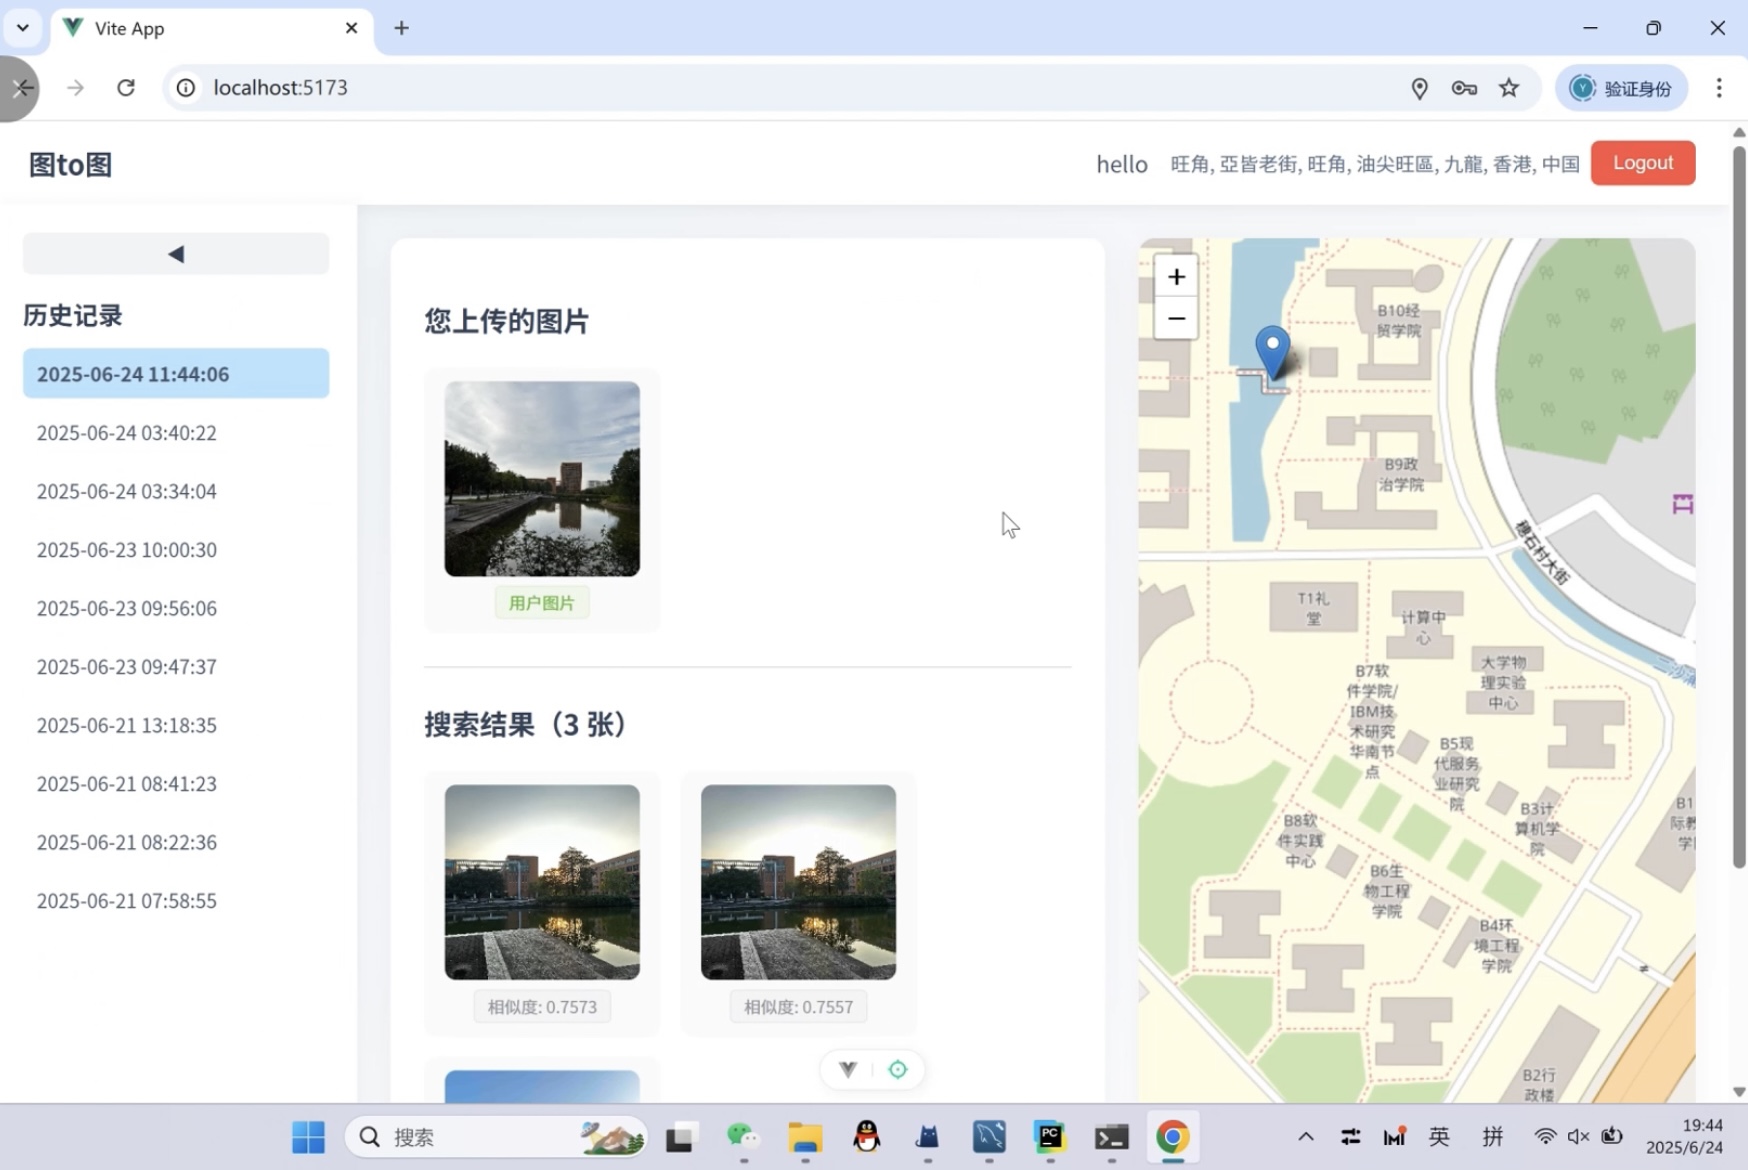 Vite App
localhost:5173
验证身份
图to图
hello
旺角, 亞皆老街, 旺角, 油尖旺區, 九龍, 香港, 中国
Logout
历史记录
2025-06-24 11:44:06
2025-06-24 03:40:22
2025-06-24 03:34:04
2025-06-23 10:00:30
2025-06-23 09:56:06
2025-06-23 09:47:37
2025-06-21 13:18:35
2025-06-21 08:41:23
2025-06-21 08:22:36
2025-06-21 07:58:55
您上传的图片
用户图片
搜索结果（3 张）
相似度: 0.7573
相似度: 0.7557
+
−
B10经
贸学院
B9政
治学院
穗石村大街
T1礼
堂
计算中
心
大学物
理实验
中心
B7软
件学院/
IBM技
术研究
华南节
点
B5现
代服务
业研究
院
B3计
算机学
院
B8软
件实践
中心
B6生
物工程
学院
B4环
境工程
学院
B2行
政楼
搜索
PC
英
拼
19:44
2025/6/24